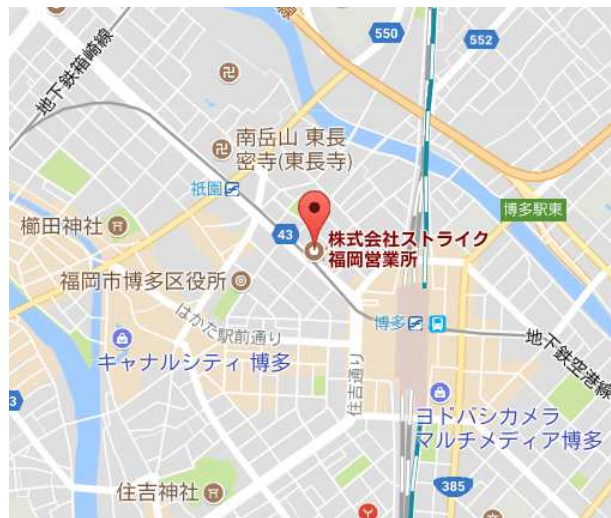 550
552
地下鉄箱崎線
南岳山 東長
密寺(東長寺)
祇園
博多駅東
櫛田神社
43
株式会社ストライク
福岡営業所
福岡市博多区役所
はかた駅前通り
博多
地下鉄空港線
キャナルシティ 博多
住吉通り
3
ヨドバシカメラ
マルチメディア博多
385
住吉神社